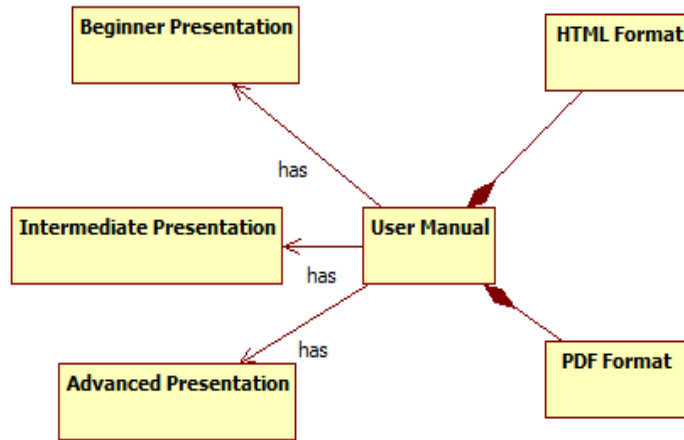 Beginner Presentation
HTML Format
has
Intermediate Presentation
User Manual
has
has
Advanced Presentation
PDF Format